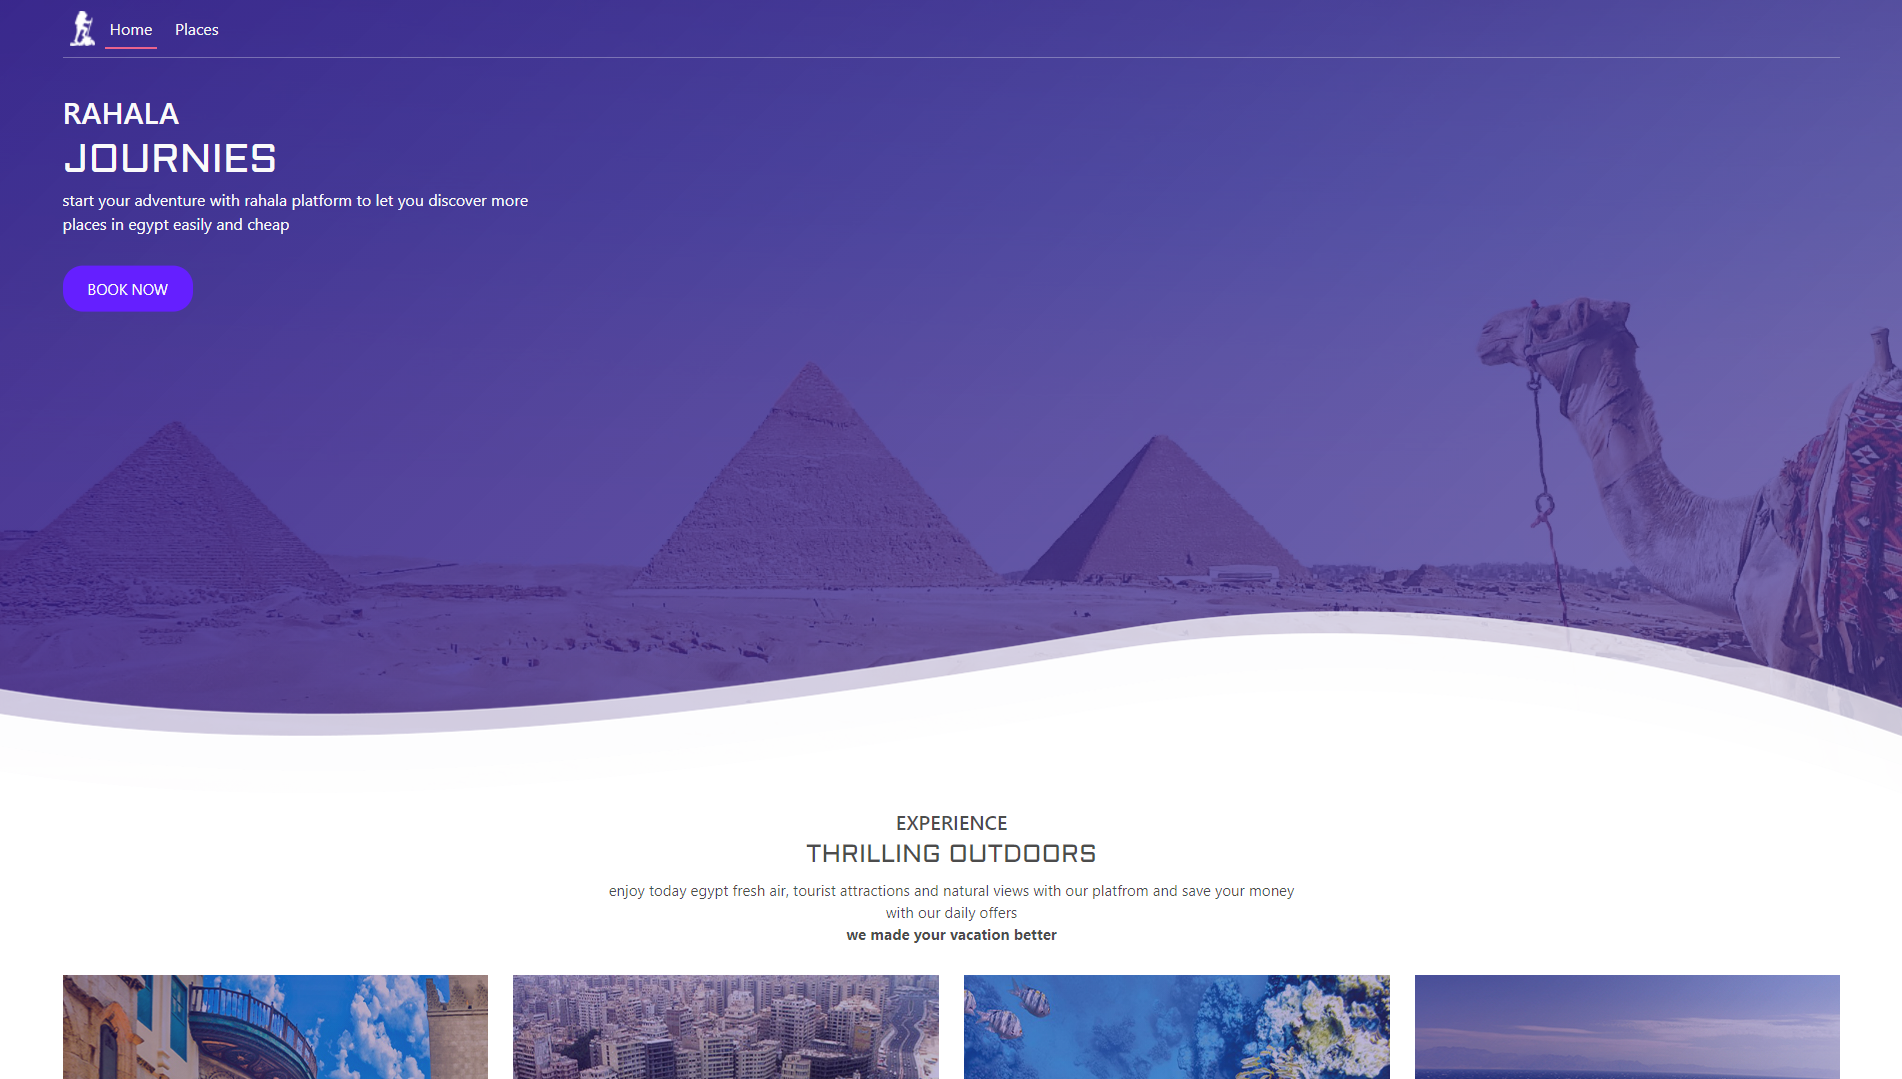 Home Places
RAHALA
JOURNIES
start your adventure with rahala platform to let you discover more
places in egypt easily and cheap
BOOK NOW
EXPERIENCE
THRILLING OUTDOORS
enjoy today egypt fresh air, tourist attractions and natural views with our platfrom and save your money
with our daily offers
we made your vacation better